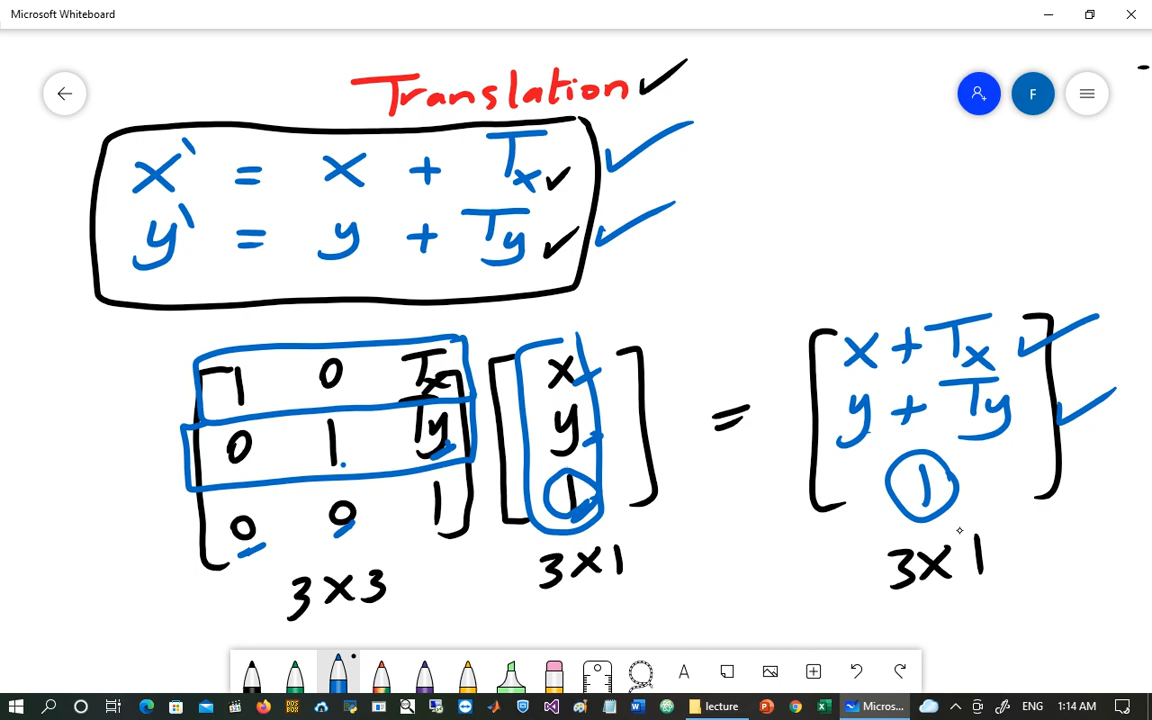 Microsoft Whiteboard
Translation ✓
x` = x + Tx ✓ ✓
y` = y + Ty ✓ ✓
F
1 0 Tx
0 1 Ty
0 0 1
3 x 3
x
y
1
3 x 1
=
x + Tx ✓
y + Ty ✓
1
3 x 1
A
lecture
Micros...
ENG
1:14 AM